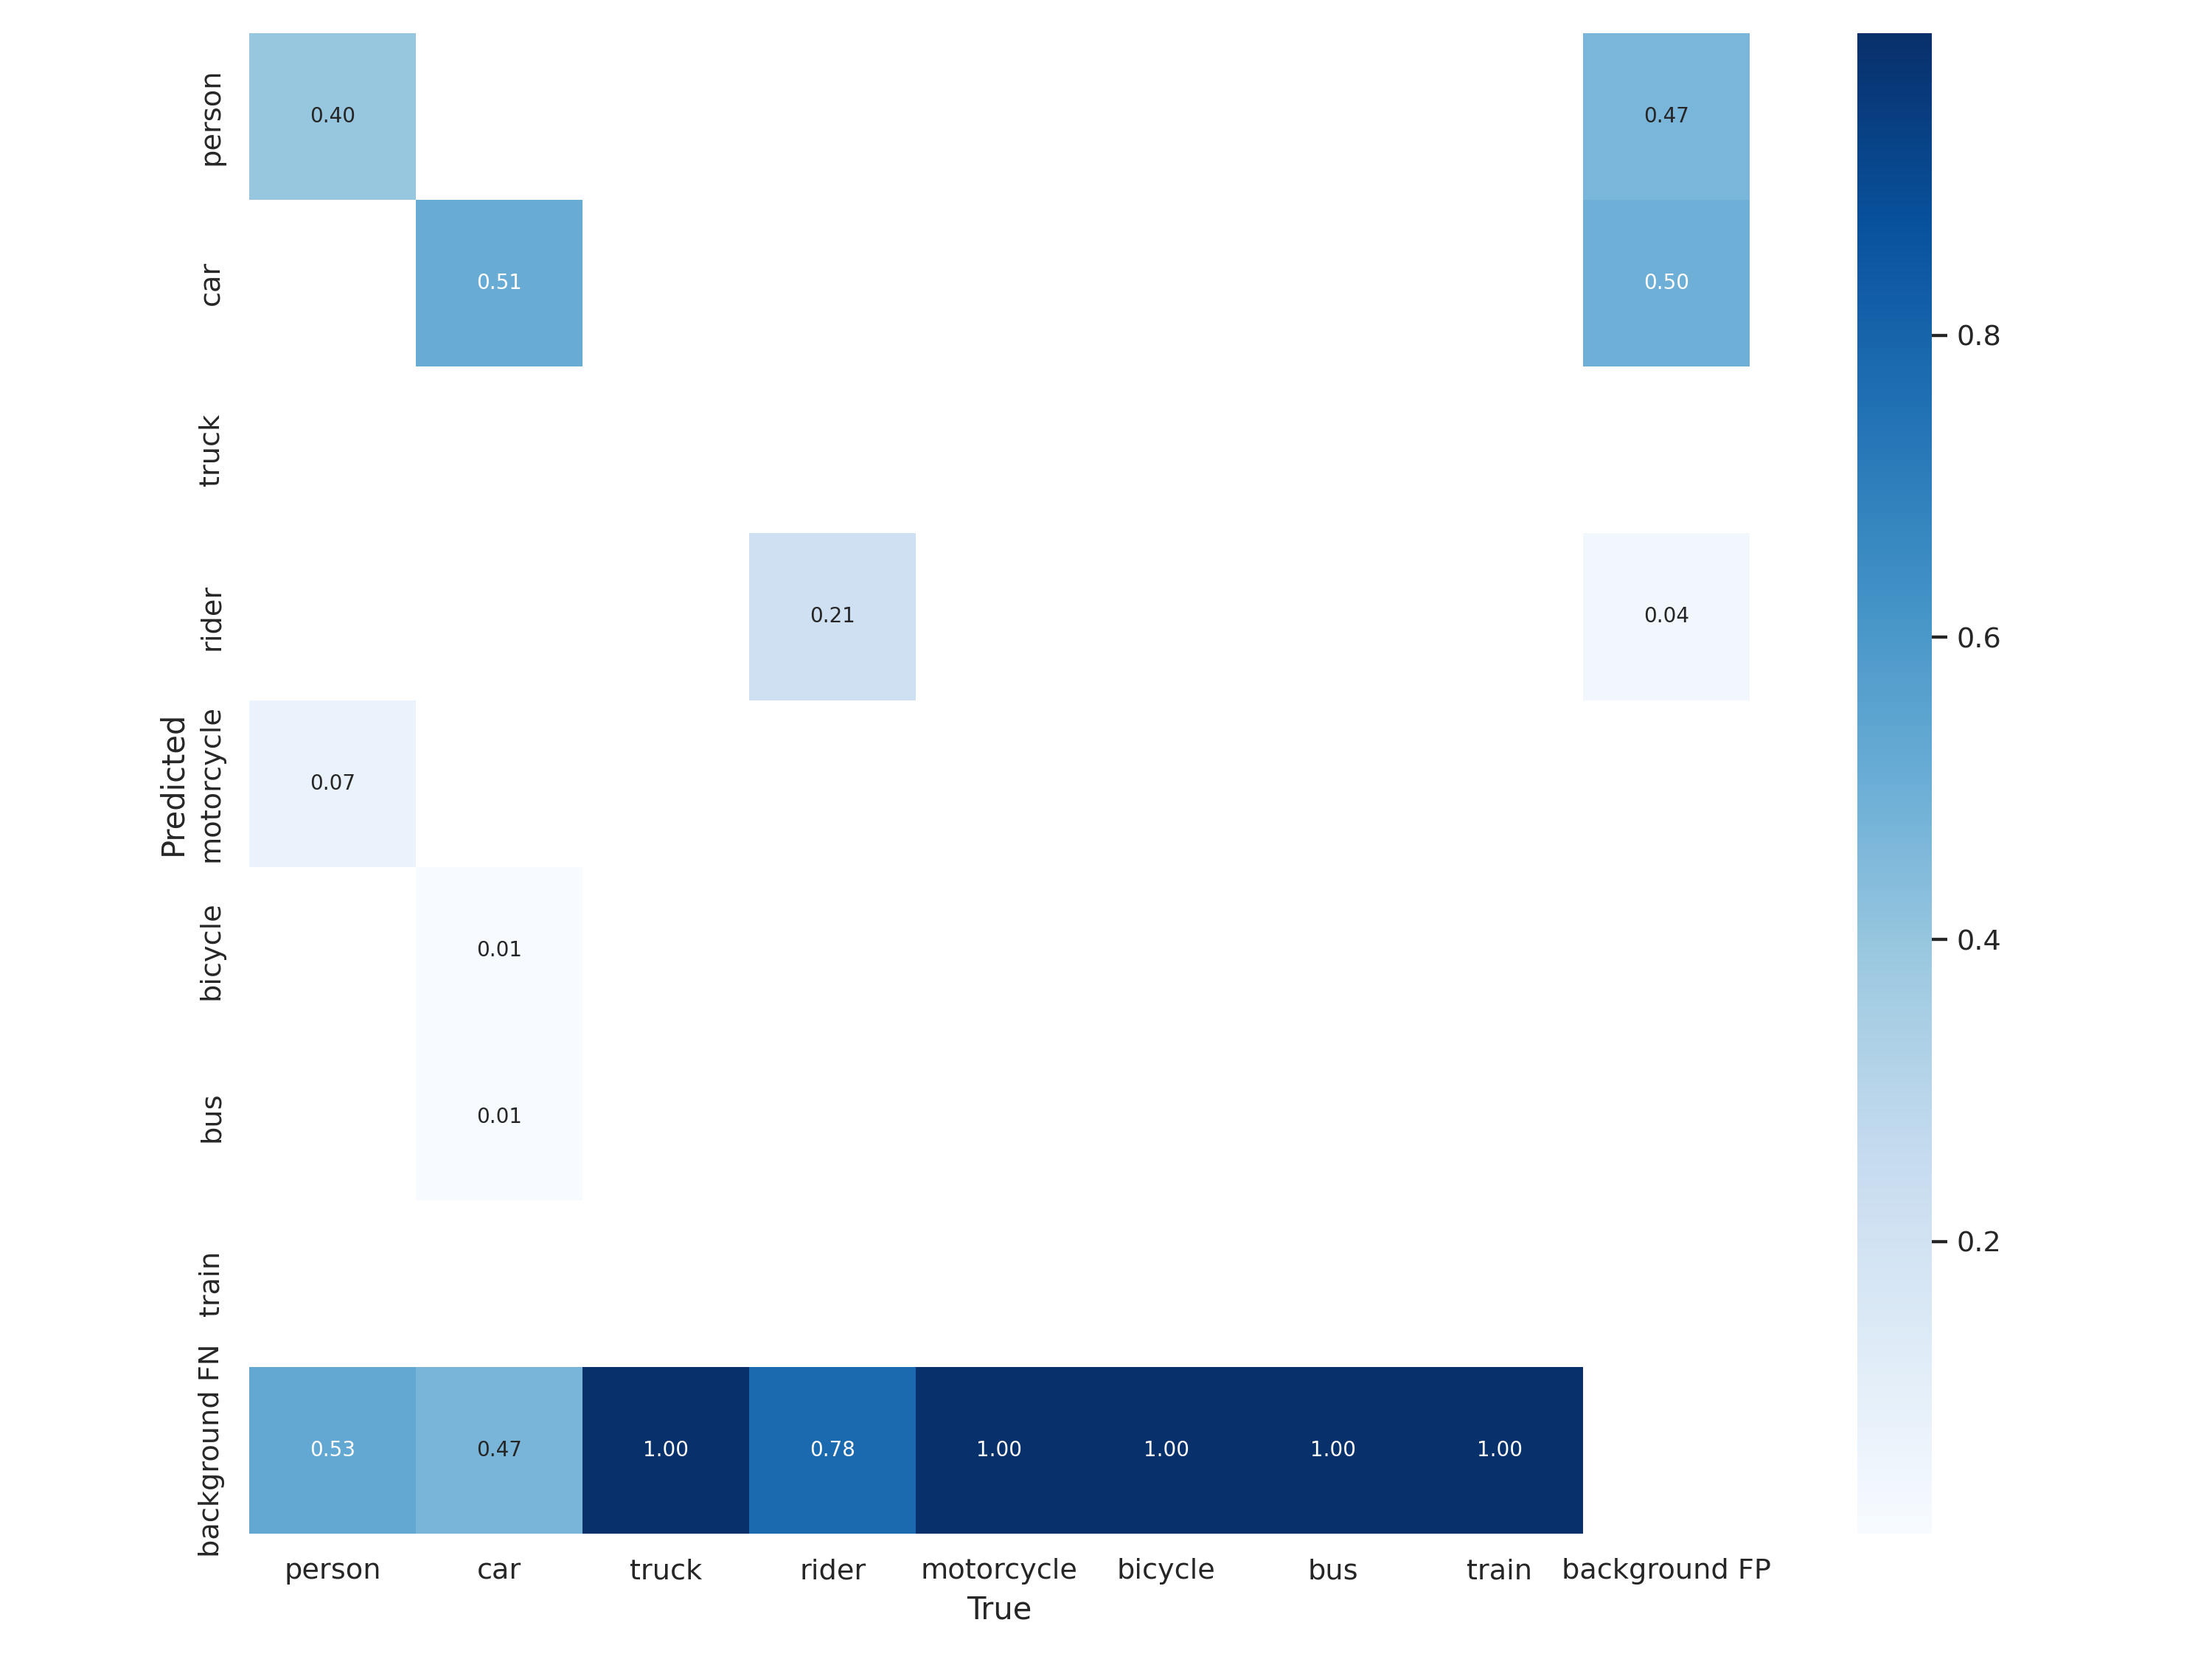 person
0.40
0.47
car
0.51
0.50
0.8
truck
rider
0.21
0.04
0.6
Predicted
motorcycle
0.07
bicycle
0.01
0.4
bus
0.01
train
0.2
background FN
0.53
0.47
1.00
0.78
1.00
1.00
1.00
1.00
person
car
truck
rider
motorcycle
bicycle
bus
train
background FP
True